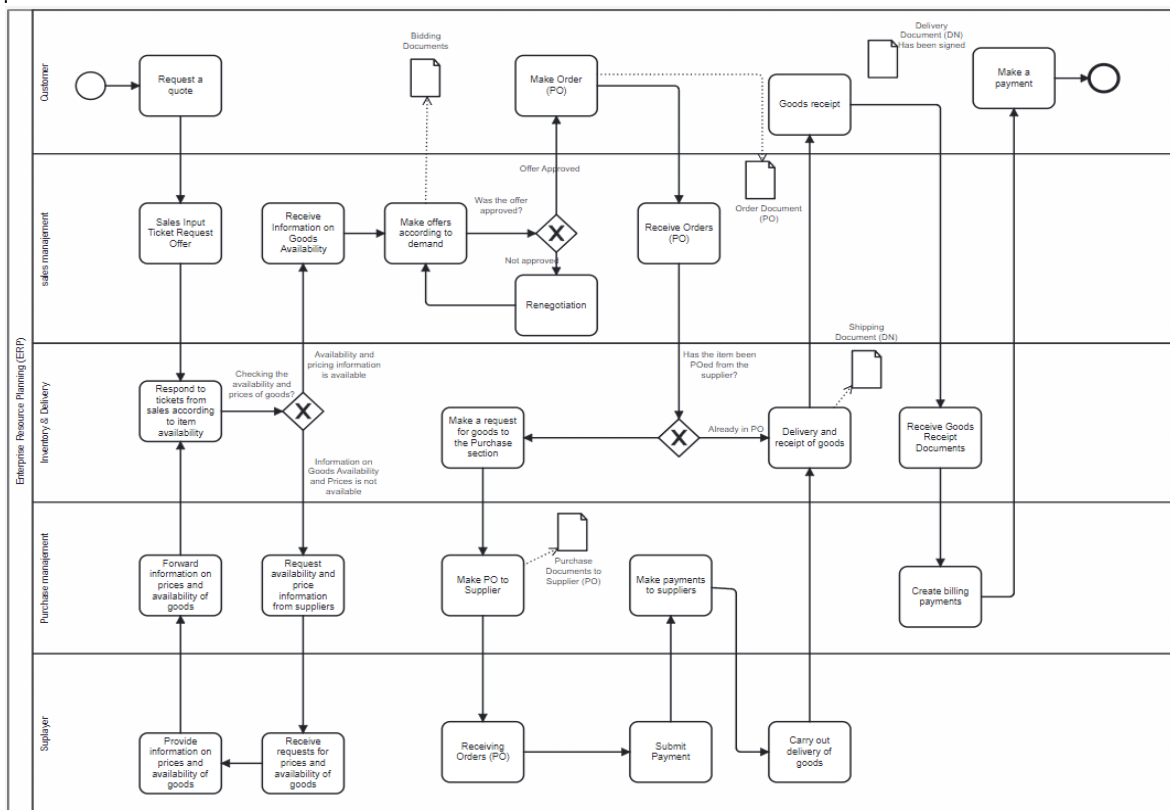 Enterprise Resource Planning (ERP)
Customer
Request a
quote
Bidding
Documents
Make Order
(PO)
Goods receipt
Delivery
Document (DN)
Has been signed
Make a
payment
sales manajement
Sales Input
Ticket Request
Offer
Receive
Information on
Goods
Availability
Make offers
according to
demand
Was the offer
approved?
Offer Approved
Not approved
Renegotiation
Receive Orders
(PO)
Order Document
(PO)
Inventory & Delivery
Respond to
tickets from
sales according
to item
availability
Checking the
availability and
prices of goods?
Availability and
pricing information
is available
Information on
Goods Availability
and Prices is not
available
Make a request
for goods to
the Purchase
section
Has the item been
POed from the
supplier?
Already in PO
Delivery and
receipt of goods
Shipping
Document (DN)
Receive Goods
Receipt
Documents
Purchase manajement
Forward
information on
prices and
availability of
goods
Request
availability and
price
information
from suppliers
Make PO to
Supplier
Purchase
Documents to
Supplier (PO)
Make payments
to suppliers
Create billing
payments
Suplayer
Provide
information on
prices and
availability of
goods
Receive
requests for
prices and
availability of
goods
Receiving
Orders (PO)
Submit
Payment
Carry out
delivery of
goods